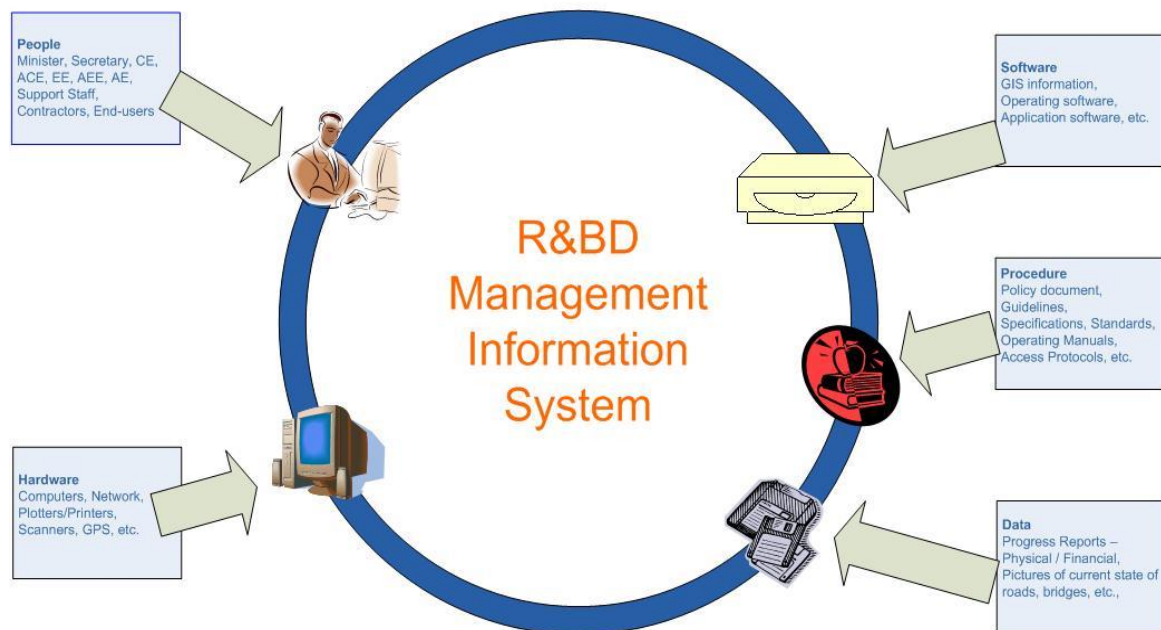 People
Minister, Secretary, CE,
ACE, EE, AEE, AE,
Support Staff,
Contractors, End-users
Software
GIS information,
Operating software,
Application software, etc.
R&BD
Management
Information
System
Procedure
Policy document,
Guidelines,
Specifications, Standards,
Operating Manuals,
Access Protocols, etc.
Hardware
Computers, Network,
Plotters/Printers,
Scanners, GPS, etc.
Data
Progress Reports –
Physical / Financial,
Pictures of current state of
roads, bridges, etc.,